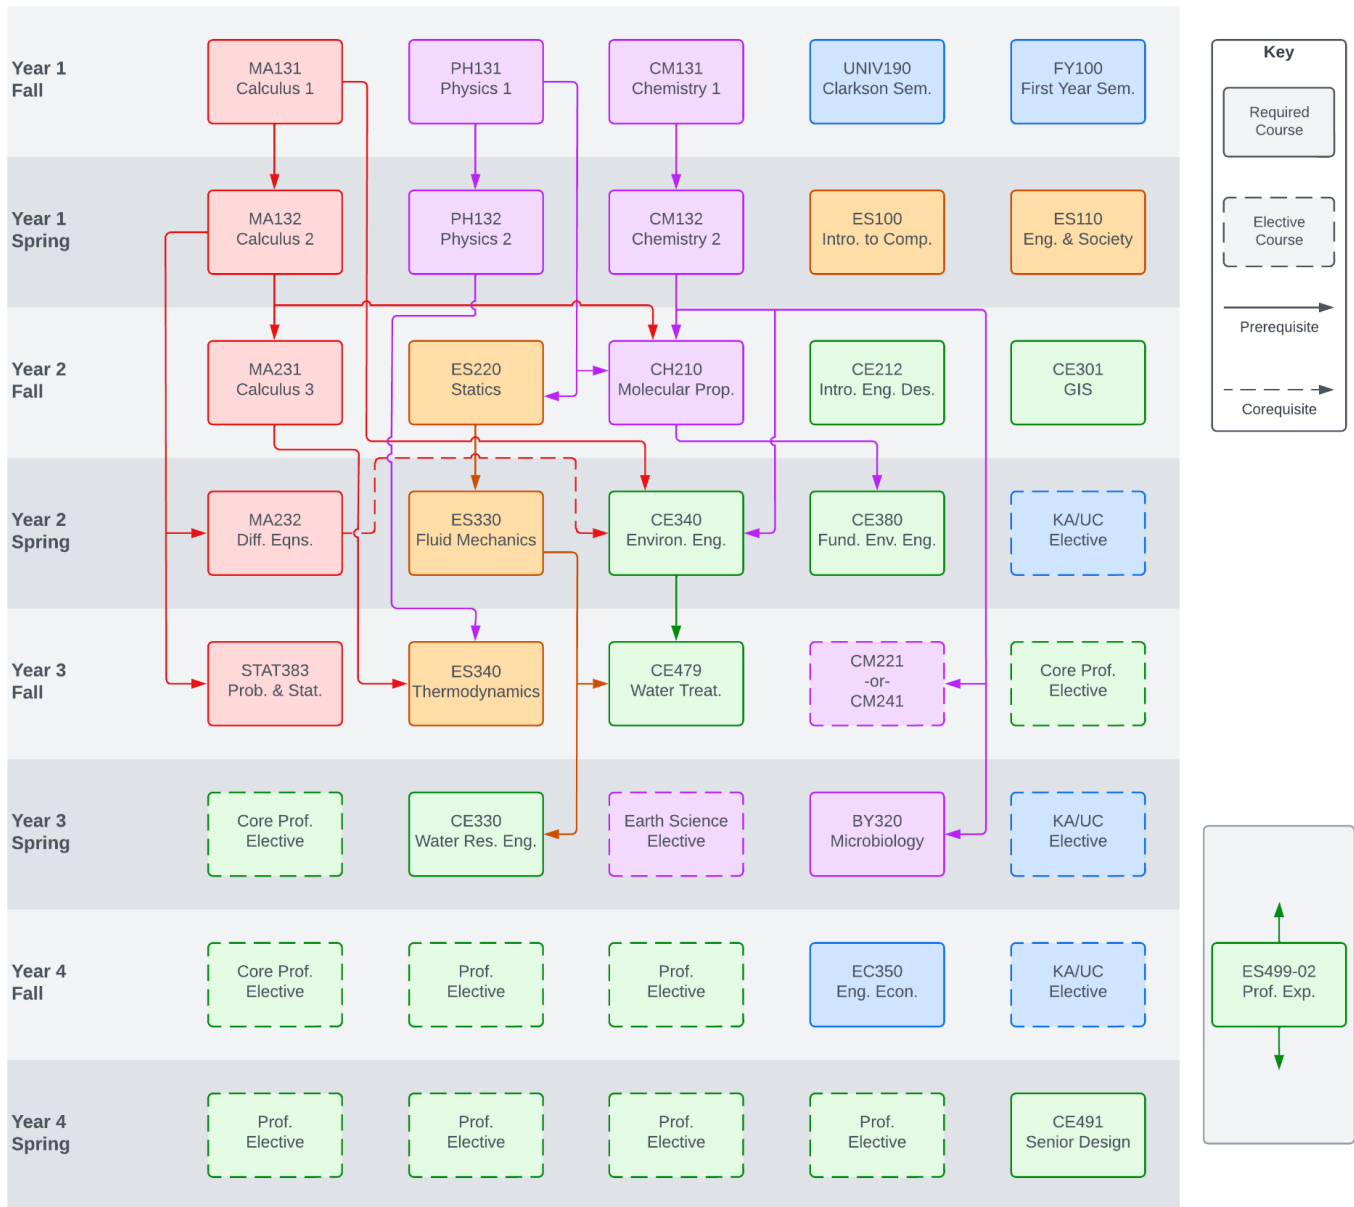 Key
Year 1
Fall
MA131
Calculus 1
PH131
Physics 1
CM131
Chemistry 1
UNIV190
Clarkson Sem.
FY100
First Year Sem.
Required
Course
Year 1
Spring
MA132
Calculus 2
PH132
Physics 2
CM132
Chemistry 2
ES100
Intro. to Comp.
ES110
Eng. & Society
Elective
Course
Prerequisite
Year 2
Fall
MA231
Calculus 3
ES220
Statics
CH210
Molecular Prop.
CE212
Intro. Eng. Des.
CE301
GIS
Corequisite
Year 2
Spring
MA232
Diff. Eqns.
ES330
Fluid Mechanics
CE340
Environ. Eng.
CE380
Fund. Env. Eng.
KA/UC
Elective
Year 3
Fall
STAT383
Prob. & Stat.
ES340
Thermodynamics
CE479
Water Treat.
CM221
-or-
CM241
Core Prof.
Elective
Year 3
Spring
Core Prof.
Elective
CE330
Water Res. Eng.
Earth Science
Elective
BY320
Microbiology
KA/UC
Elective
Year 4
Fall
Core Prof.
Elective
Prof.
Elective
Prof.
Elective
EC350
Eng. Econ.
KA/UC
Elective
ES499-02
Prof. Exp.
Year 4
Spring
Prof.
Elective
Prof.
Elective
Prof.
Elective
Prof.
Elective
CE491
Senior Design